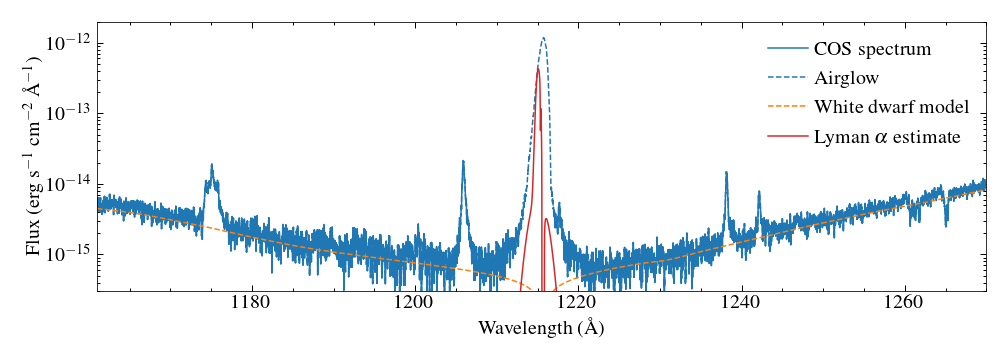 10⁻¹²
10⁻¹³
10⁻¹⁴
10⁻¹⁵
Flux (erg s⁻¹ cm⁻² Å⁻¹)
COS spectrum
Airglow
White dwarf model
Lyman α estimate
1180 1200 1220 1240 1260
Wavelength (Å)